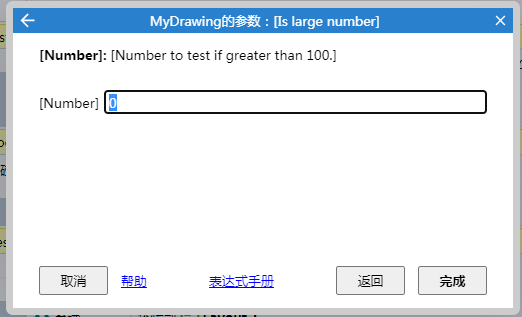 MyDrawing的参数：[Is large number]
[Number]: [Number to test if greater than 100.]
[Number] 0
取消 帮助 表达式手册 返回 完成